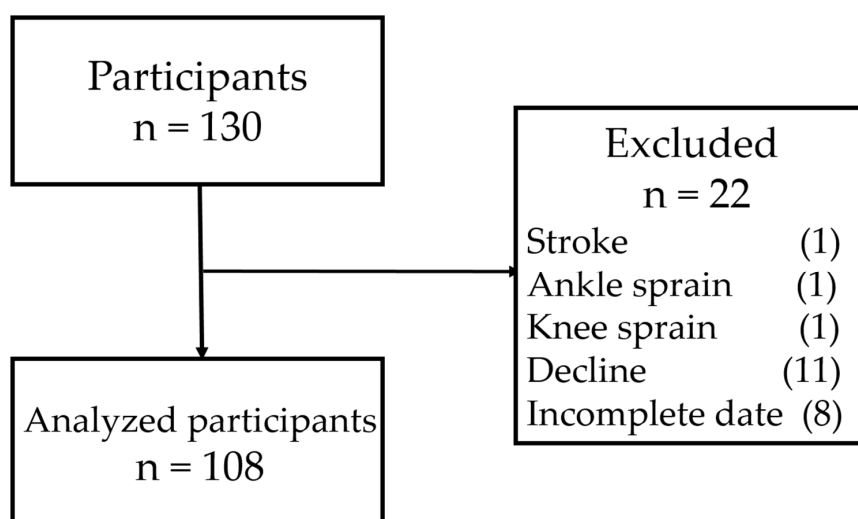 Participants
n = 130
Excluded
n = 22
Stroke (1)
Ankle sprain (1)
Knee sprain (1)
Decline (11)
Incomplete date (8)
Analyzed participants
n = 108